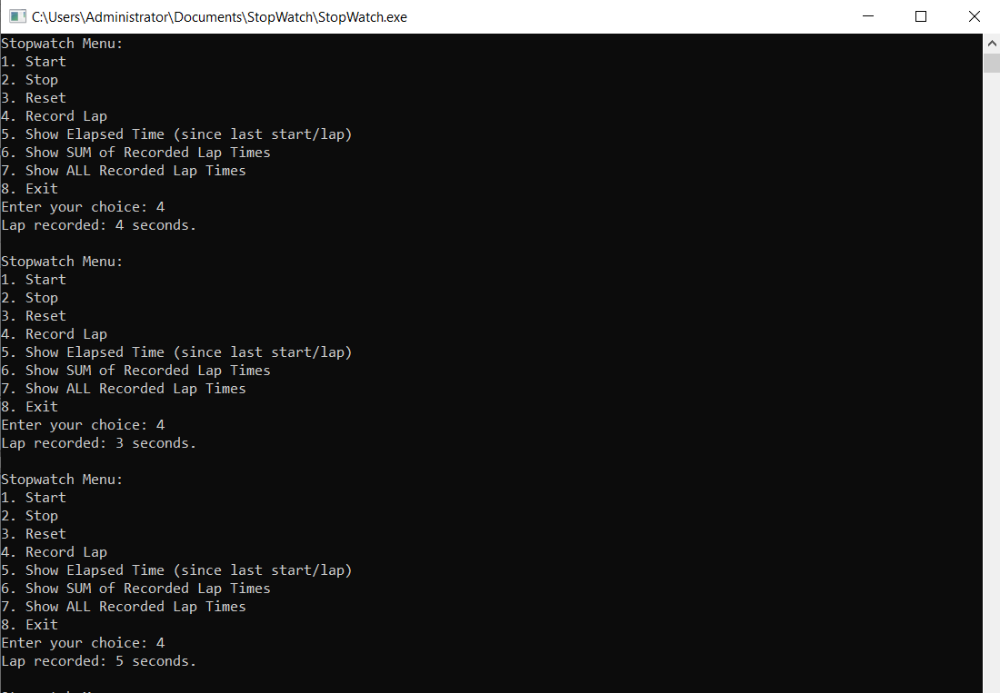 C:\Users\Administrator\Documents\StopWatch\StopWatch.exe
Stopwatch Menu:
1. Start
2. Stop
3. Reset
4. Record Lap
5. Show Elapsed Time (since last start/lap)
6. Show SUM of Recorded Lap Times
7. Show ALL Recorded Lap Times
8. Exit
Enter your choice: 4
Lap recorded: 4 seconds.
Stopwatch Menu:
1. Start
2. Stop
3. Reset
4. Record Lap
5. Show Elapsed Time (since last start/lap)
6. Show SUM of Recorded Lap Times
7. Show ALL Recorded Lap Times
8. Exit
Enter your choice: 4
Lap recorded: 3 seconds.
Stopwatch Menu:
1. Start
2. Stop
3. Reset
4. Record Lap
5. Show Elapsed Time (since last start/lap)
6. Show SUM of Recorded Lap Times
7. Show ALL Recorded Lap Times
8. Exit
Enter your choice: 4
Lap recorded: 5 seconds.